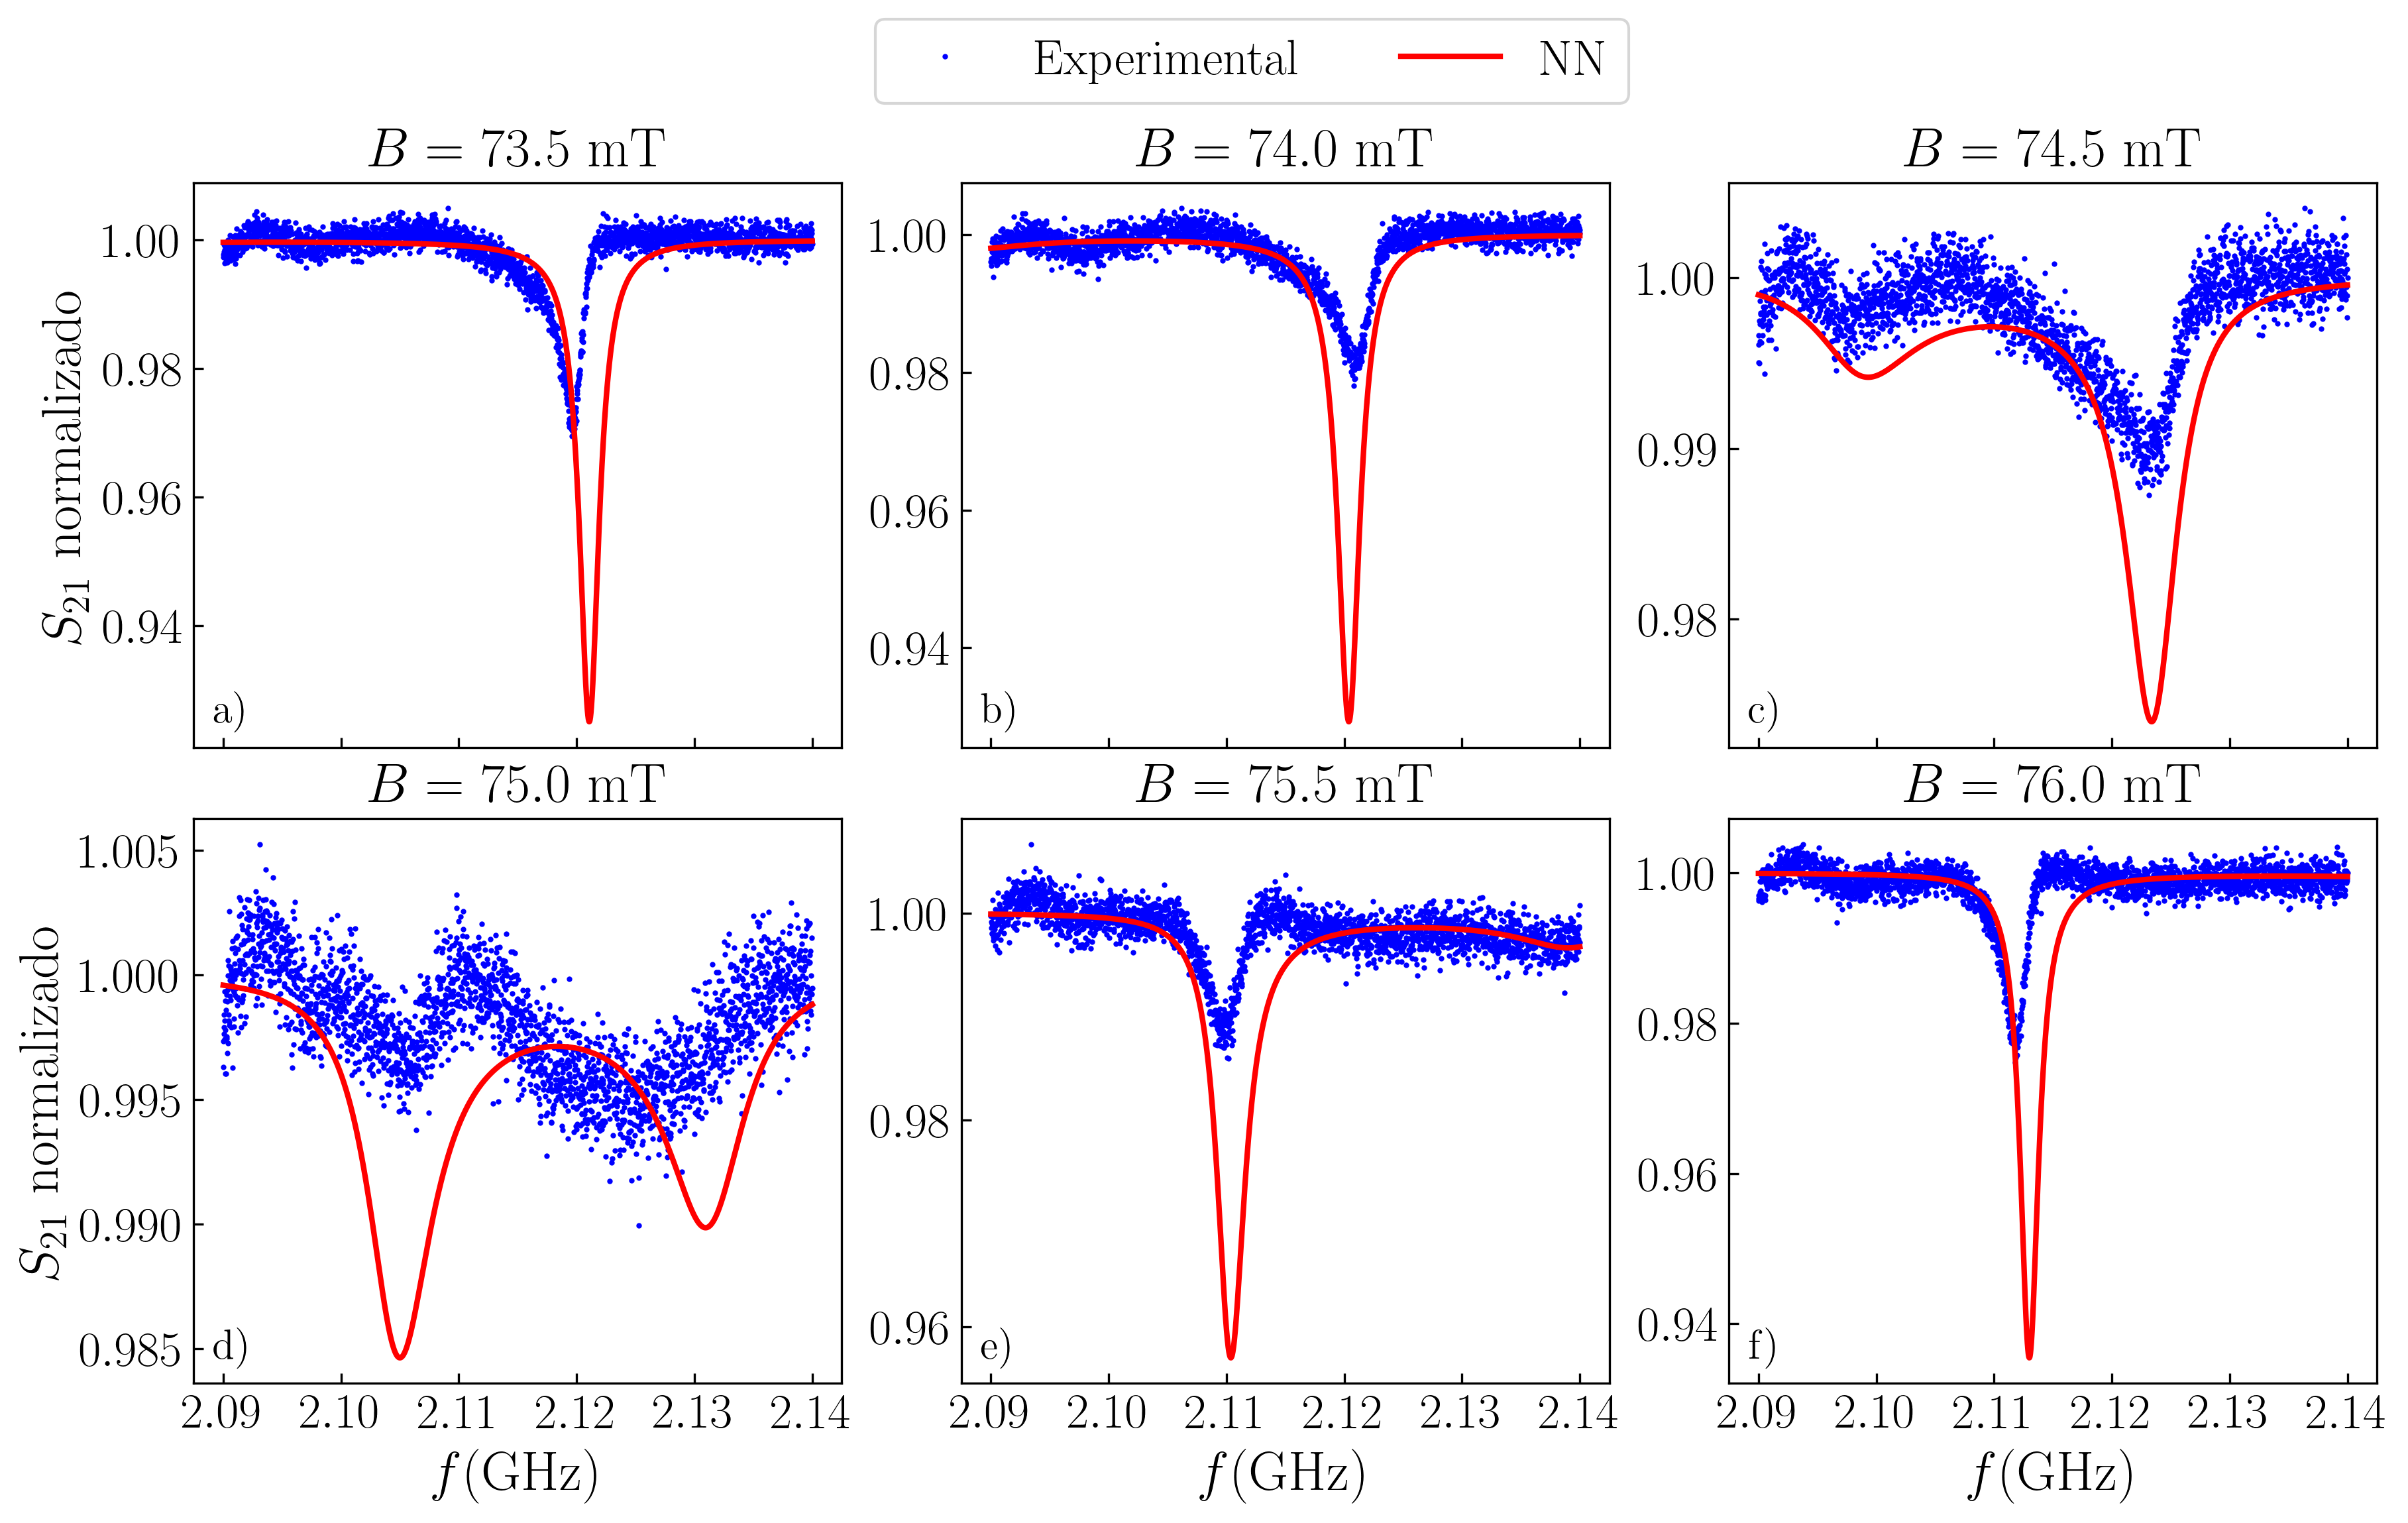 Experimental NN
B = 73.5 mT
B = 74.0 mT
B = 74.5 mT
S21 normalizado
1.00
0.98
0.96
0.94
a)
1.00
0.98
0.96
0.94
b)
1.00
0.99
0.98
c)
B = 75.0 mT
B = 75.5 mT
B = 76.0 mT
S21 normalizado
1.005
1.000
0.995
0.990
0.985
d)
2.09 2.10 2.11 2.12 2.13 2.14
f(GHz)
1.00
0.98
0.96
e)
2.09 2.10 2.11 2.12 2.13 2.14
f(GHz)
1.00
0.98
0.96
0.94
f)
2.09 2.10 2.11 2.12 2.13 2.14
f(GHz)